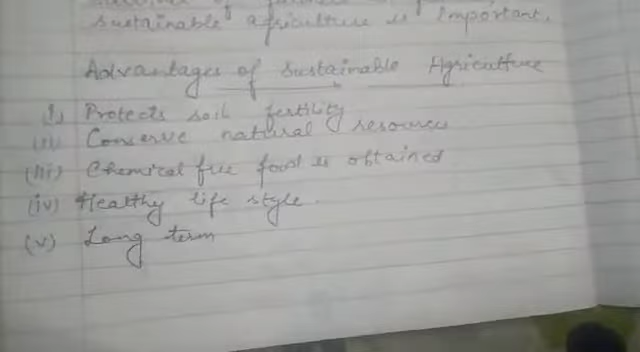 sustainable agriculture is important.
Advantages of Sustainable Agriculture
(i) Protects soil fertility
(ii) Conserve natural resources
(iii) Chemical free food is obtained
(iv) Healthy life style.
(v) Long term